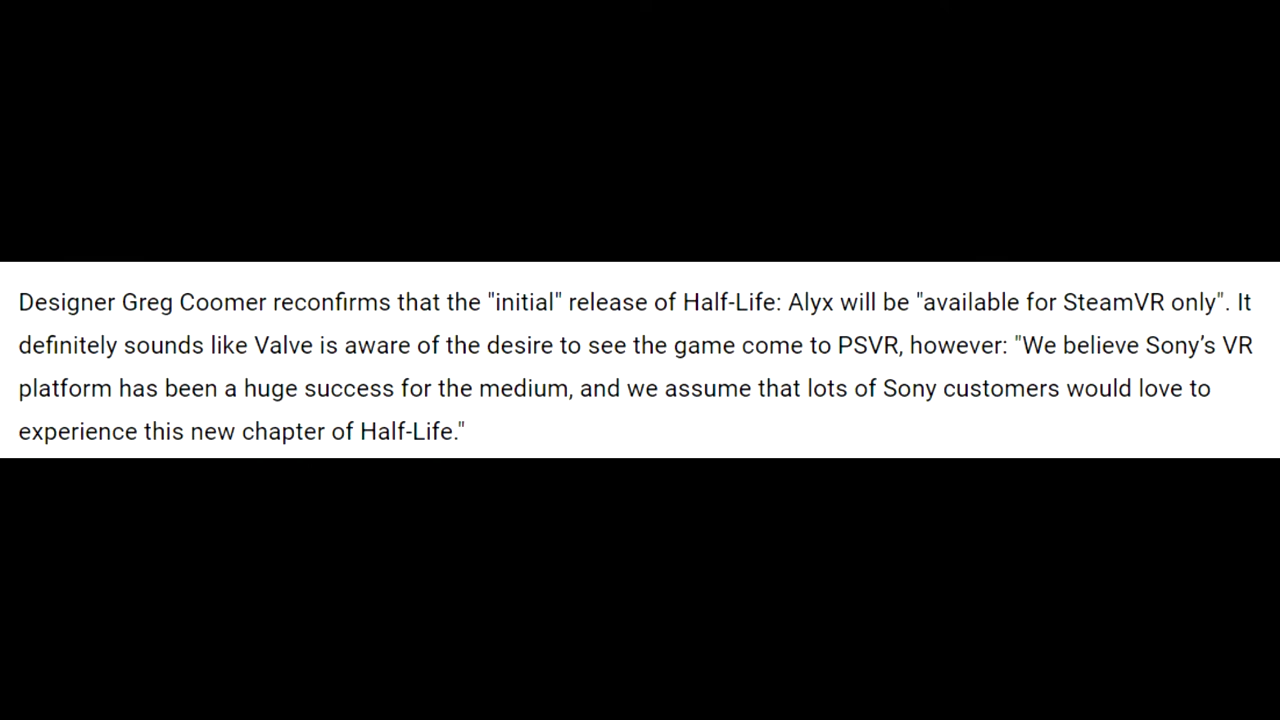 Designer Greg Coomer reconfirms that the "initial" release of Half-Life: Alyx will be "available for SteamVR only". It
definitely sounds like Valve is aware of the desire to see the game come to PSVR, however: "We believe Sony’s VR
platform has been a huge success for the medium, and we assume that lots of Sony customers would love to
experience this new chapter of Half-Life."